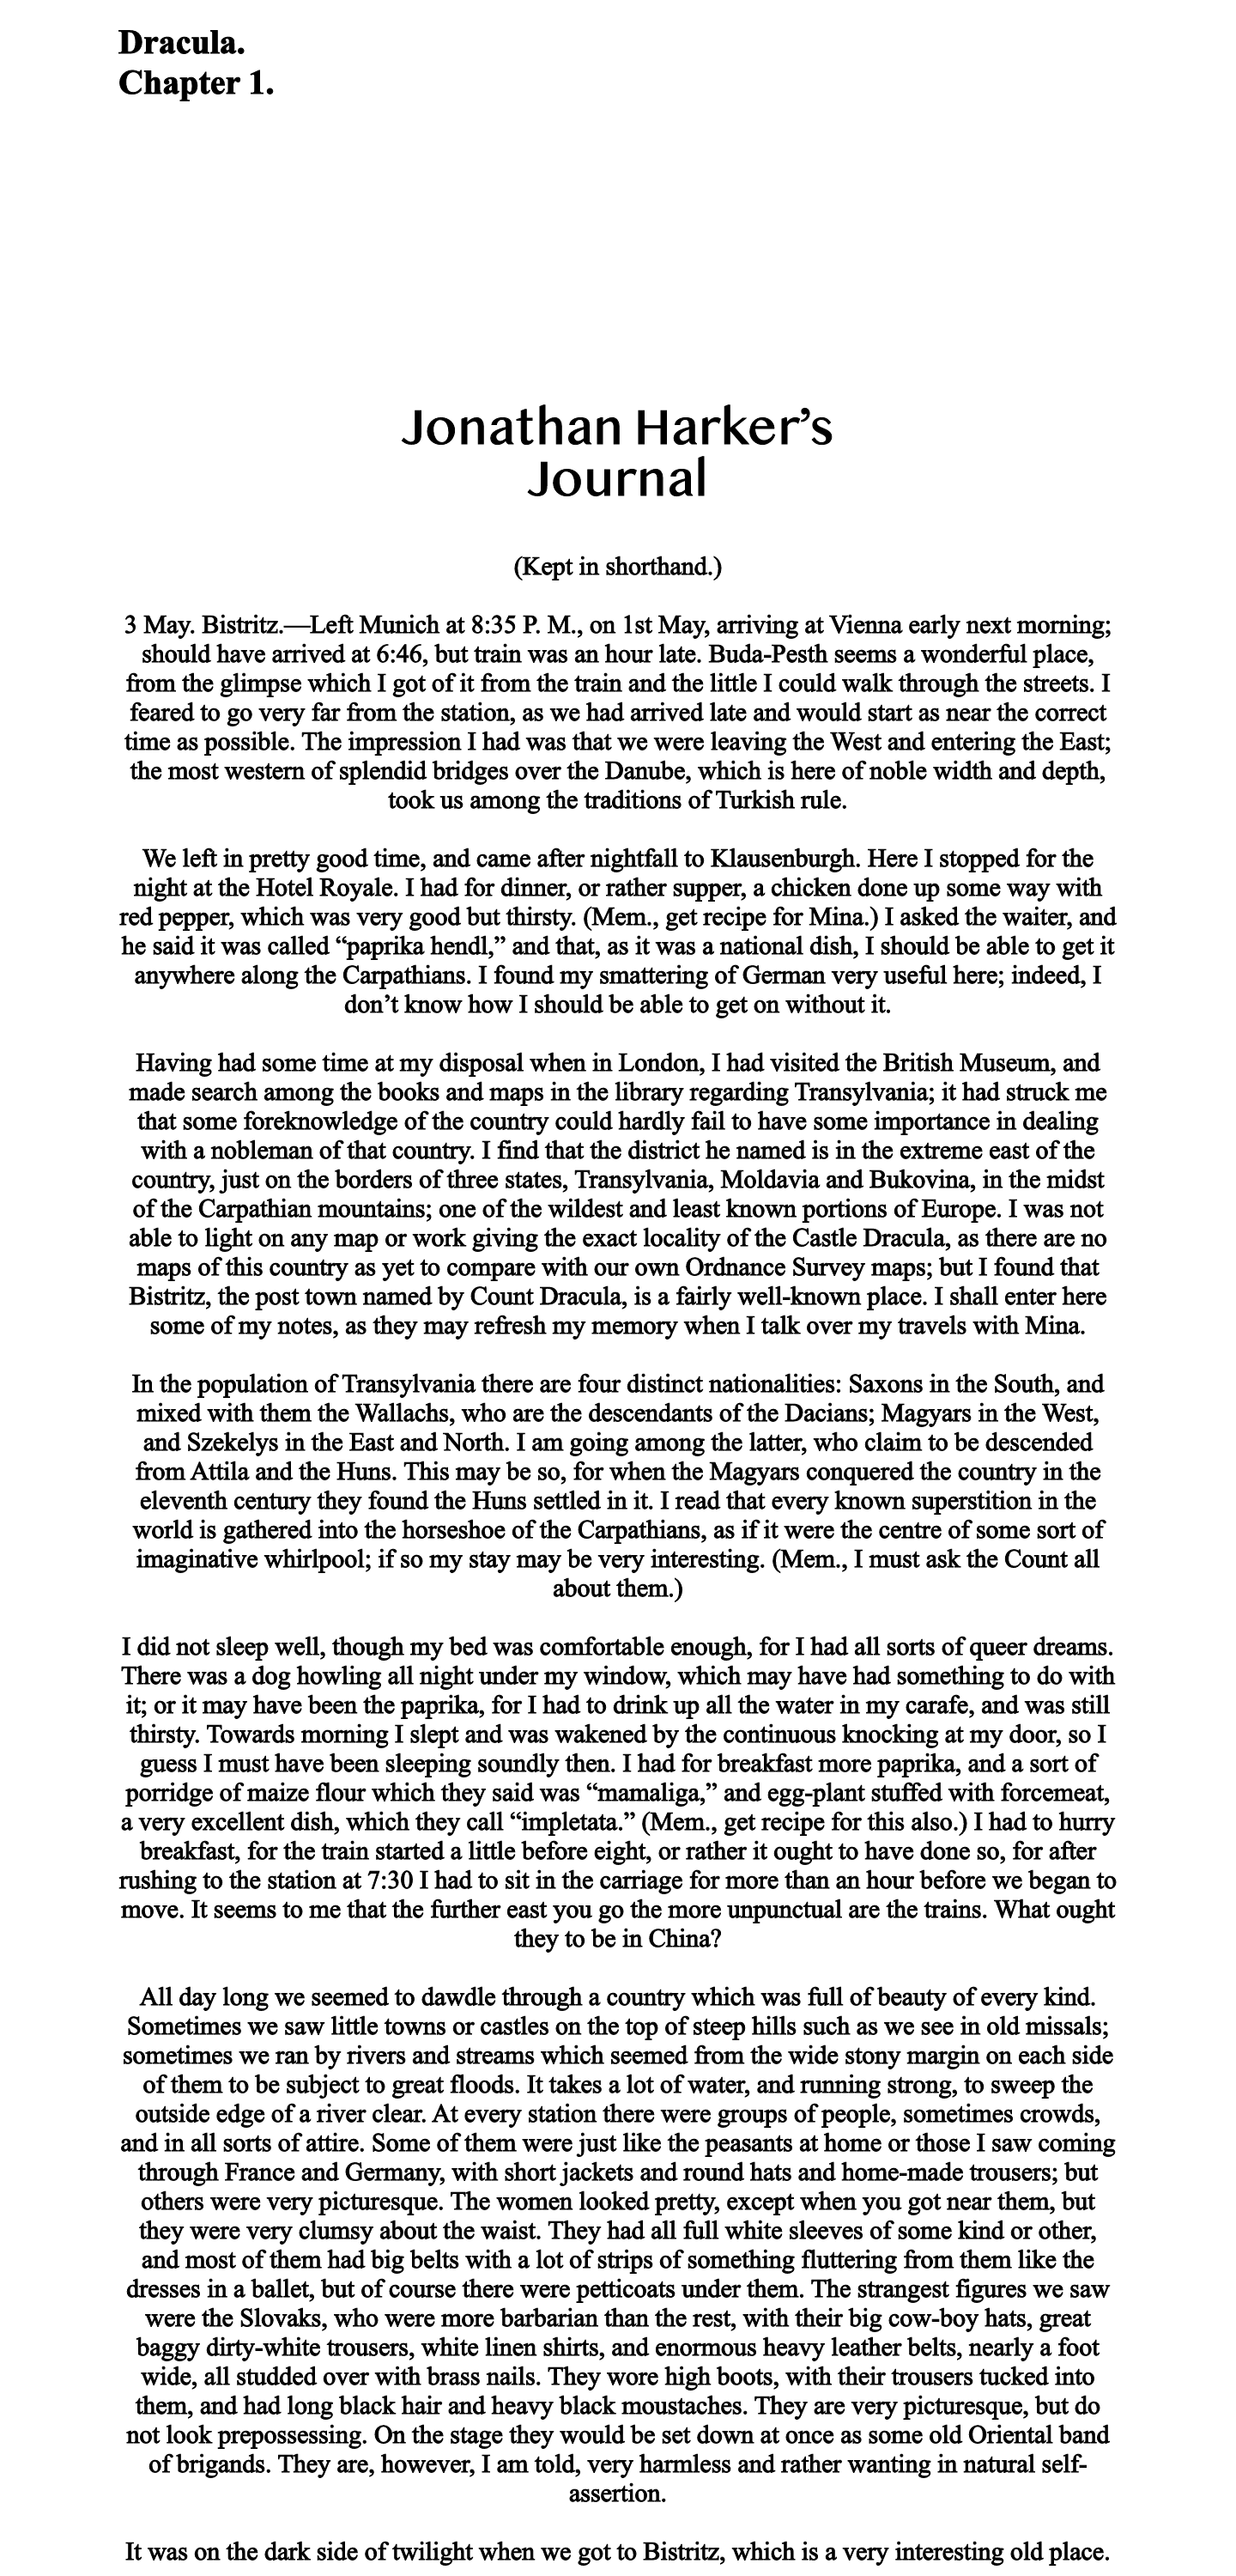 Dracula.
Chapter 1.
Jonathan Harker’s
Journal
(Kept in shorthand.)
3 May. Bistritz.—Left Munich at 8:35 P. M., on 1st May, arriving at Vienna early next morning;
should have arrived at 6:46, but train was an hour late. Buda-Pesth seems a wonderful place,
from the glimpse which I got of it from the train and the little I could walk through the streets. I
feared to go very far from the station, as we had arrived late and would start as near the correct
time as possible. The impression I had was that we were leaving the West and entering the East;
the most western of splendid bridges over the Danube, which is here of noble width and depth,
took us among the traditions of Turkish rule.
We left in pretty good time, and came after nightfall to Klausenburgh. Here I stopped for the
night at the Hotel Royale. I had for dinner, or rather supper, a chicken done up some way with
red pepper, which was very good but thirsty. (Mem., get recipe for Mina.) I asked the waiter, and
he said it was called “paprika hendl,” and that, as it was a national dish, I should be able to get it
anywhere along the Carpathians. I found my smattering of German very useful here; indeed, I
don’t know how I should be able to get on without it.
Having had some time at my disposal when in London, I had visited the British Museum, and
made search among the books and maps in the library regarding Transylvania; it had struck me
that some foreknowledge of the country could hardly fail to have some importance in dealing
with a nobleman of that country. I find that the district he named is in the extreme east of the
country, just on the borders of three states, Transylvania, Moldavia and Bukovina, in the midst
of the Carpathian mountains; one of the wildest and least known portions of Europe. I was not
able to light on any map or work giving the exact locality of the Castle Dracula, as there are no
maps of this country as yet to compare with our own Ordnance Survey maps; but I found that
Bistritz, the post town named by Count Dracula, is a fairly well-known place. I shall enter here
some of my notes, as they may refresh my memory when I talk over my travels with Mina.
In the population of Transylvania there are four distinct nationalities: Saxons in the South, and
mixed with them the Wallachs, who are the descendants of the Dacians; Magyars in the West,
and Szekelys in the East and North. I am going among the latter, who claim to be descended
from Attila and the Huns. This may be so, for when the Magyars conquered the country in the
eleventh century they found the Huns settled in it. I read that every known superstition in the
world is gathered into the horseshoe of the Carpathians, as if it were the centre of some sort of
imaginative whirlpool; if so my stay may be very interesting. (Mem., I must ask the Count all
about them.)
I did not sleep well, though my bed was comfortable enough, for I had all sorts of queer dreams.
There was a dog howling all night under my window, which may have had something to do with
it; or it may have been the paprika, for I had to drink up all the water in my carafe, and was still
thirsty. Towards morning I slept and was wakened by the continuous knocking at my door, so I
guess I must have been sleeping soundly then. I had for breakfast more paprika, and a sort of
porridge of maize flour which they said was “mamaliga,” and egg-plant stuffed with forcemeat,
a very excellent dish, which they call “impletata.” (Mem., get recipe for this also.) I had to hurry
breakfast, for the train started a little before eight, or rather it ought to have done so, for after
rushing to the station at 7:30 I had to sit in the carriage for more than an hour before we began to
move. It seems to me that the further east you go the more unpunctual are the trains. What ought
they to be in China?
All day long we seemed to dawdle through a country which was full of beauty of every kind.
Sometimes we saw little towns or castles on the top of steep hills such as we see in old missals;
sometimes we ran by rivers and streams which seemed from the wide stony margin on each side
of them to be subject to great floods. It takes a lot of water, and running strong, to sweep the
outside edge of a river clear. At every station there were groups of people, sometimes crowds,
and in all sorts of attire. Some of them were just like the peasants at home or those I saw coming
through France and Germany, with short jackets and round hats and home-made trousers; but
others were very picturesque. The women looked pretty, except when you got near them, but
they were very clumsy about the waist. They had all full white sleeves of some kind or other,
and most of them had big belts with a lot of strips of something fluttering from them like the
dresses in a ballet, but of course there were petticoats under them. The strangest figures we saw
were the Slovaks, who were more barbarian than the rest, with their big cow-boy hats, great
baggy dirty-white trousers, white linen shirts, and enormous heavy leather belts, nearly a foot
wide, all studded over with brass nails. They wore high boots, with their trousers tucked into
them, and had long black hair and heavy black moustaches. They are very picturesque, but do
not look prepossessing. On the stage they would be set down at once as some old Oriental band
of brigands. They are, however, I am told, very harmless and rather wanting in natural self-
assertion.
It was on the dark side of twilight when we got to Bistritz, which is a very interesting old place.